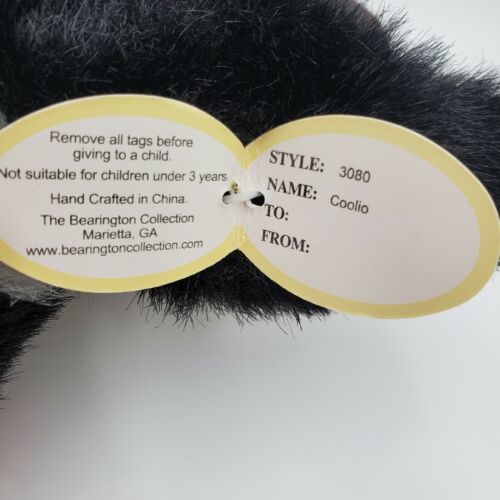 Remove all tags before
giving to a child.
Not suitable for children under 3 years.
Hand Crafted in China.
The Bearington Collection
Marietta, GA
www.bearingtoncollection.com
STYLE: 3080
NAME: Coolio
TO:
FROM: